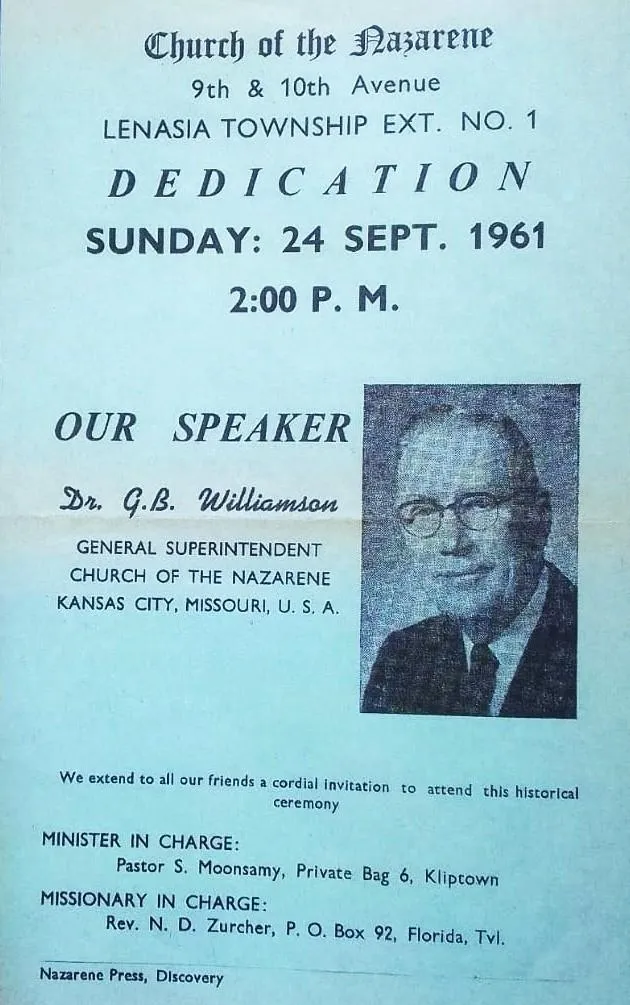 Church of the Nazarene
9th & 10th Avenue
LENASIA TOWNSHIP EXT. NO. 1
DEDICATION
SUNDAY: 24 SEPT. 1961
2:00 P. M.
OUR SPEAKER
Dr. G.B. Williamson
GENERAL SUPERINTENDENT
CHURCH OF THE NAZARENE
KANSAS CITY, MISSOURI, U. S. A.
We extend to all our friends a cordial invitation to attend this historical
ceremony
MINISTER IN CHARGE:
Pastor S. Moonsamy, Private Bag 6, Kliptown
MISSIONARY IN CHARGE:
Rev. N. D. Zurcher, P. O. Box 92, Florida, Tvl.
Nazarene Press, Discovery